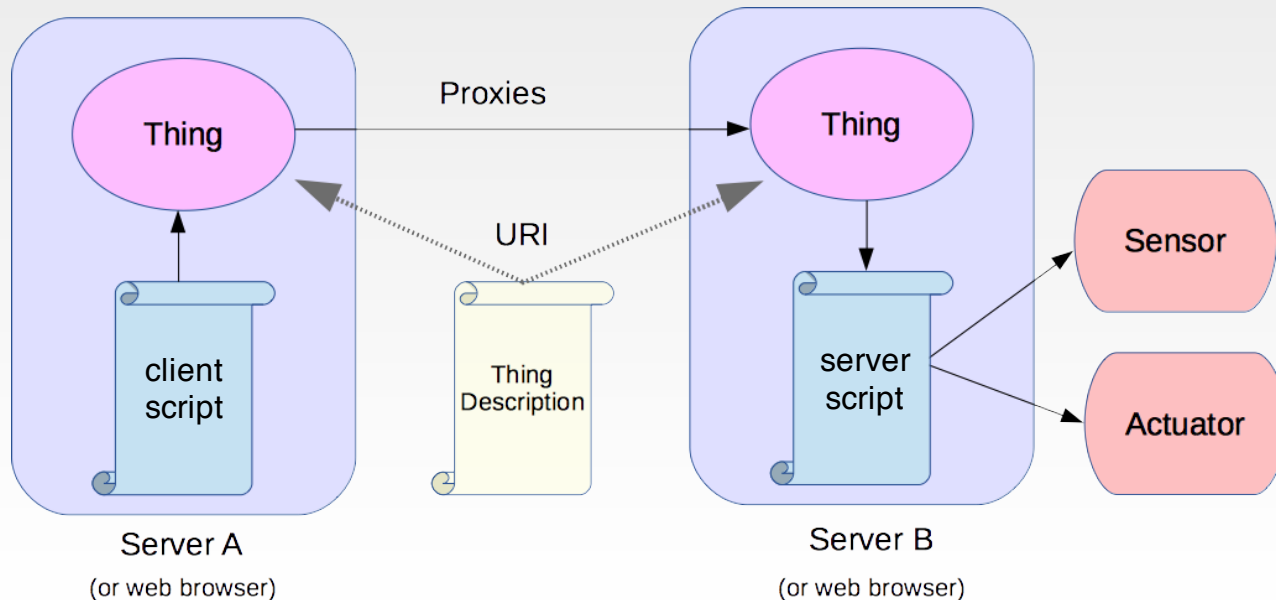 Proxies
Thing
Thing
URI
Sensor
client
script
Thing
Description
server
script
Actuator
Server A
(or web browser)
Server B
(or web browser)